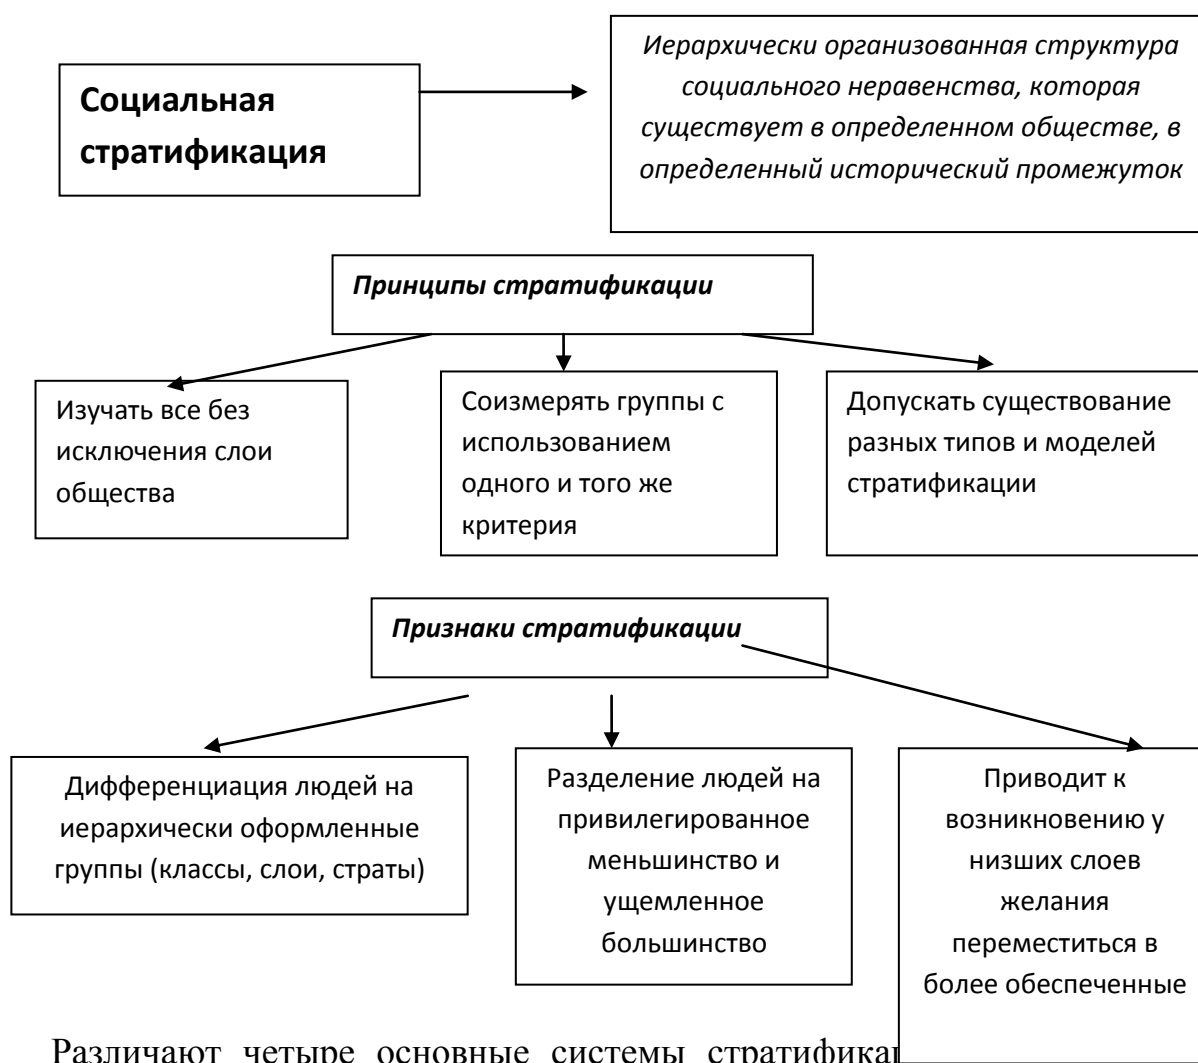 Социальная
стратификация
Иерархически организованная структура
социального неравенства, которая
существует в определенном обществе, в
определенный исторический промежуток
Принципы стратификации
Изучать все без
исключения слои
общества
Соизмерять группы с
использованием
одного и того же
критерия
Допускать существование
разных типов и моделей
стратификации
Признаки стратификации
Дифференциация людей на
иерархически оформленные
группы (классы, слои, страты)
Разделение людей на
привилегированное
меньшинство и
ущемленное
большинство
Приводит к
возникновению у
низших слоев
желания
переместиться в
более обеспеченные
Различают четыре основные системы